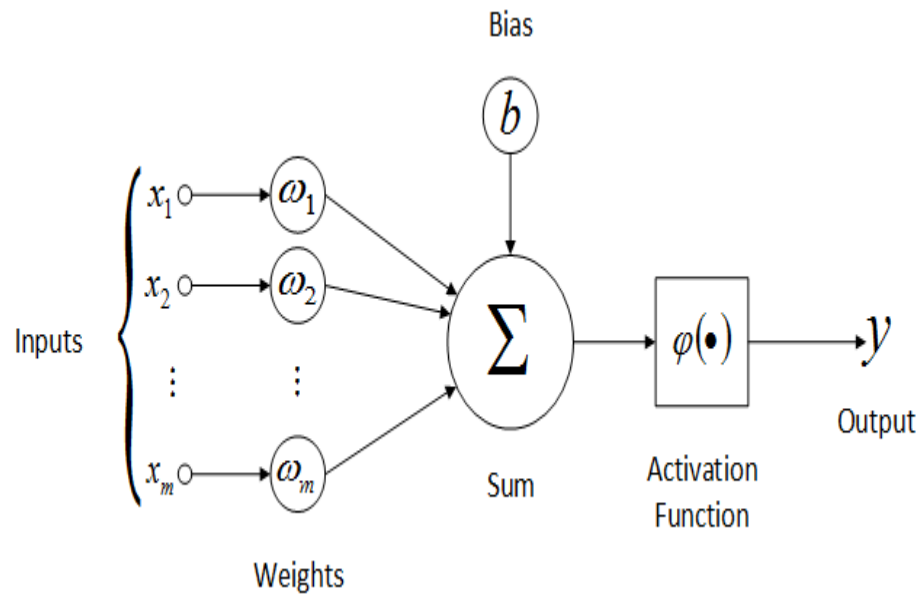 Bias
b
x₁ ω₁
x₂ ω₂
Inputs
Σ
φ(•)
y
⋮ ⋮
Output
xₘ ωₘ
Sum
Activation
Function
Weights